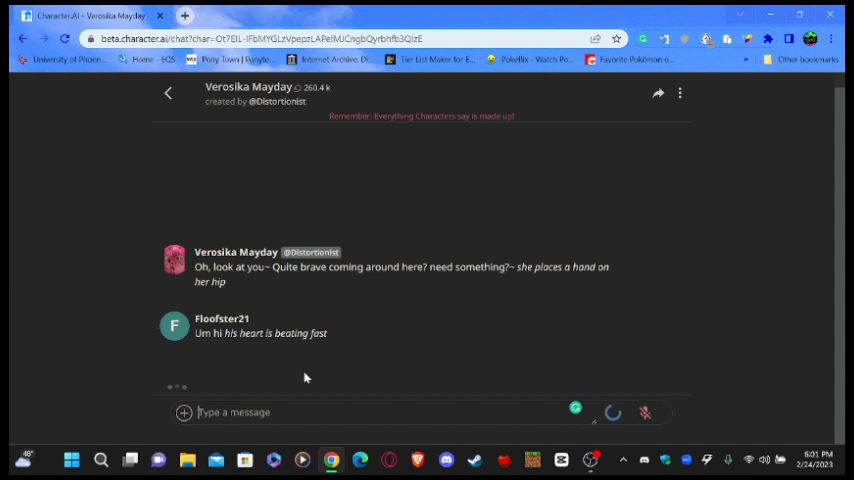 Character.AI - Verosika Mayday
beta.character.ai/chat?char=
University of Phoen...
Home - EQS
Pony Town | Ponyto...
Internet Archive: Di...
Tier List Maker for E...
Pokéflix - Watch Po...
Favorite Pokémon o...
Other bookmarks
Verosika Mayday 260.4 k
created by @Distortionist
Remember: Everything Characters say is made up!
Verosika Mayday @Distortionist
Oh, look at you~ Quite brave coming around here? need something?~ she places a hand on
her hip
F
Floofster21
Um hi his heart is beating fast
Type a message
48°
6:01 PM
2/24/2023